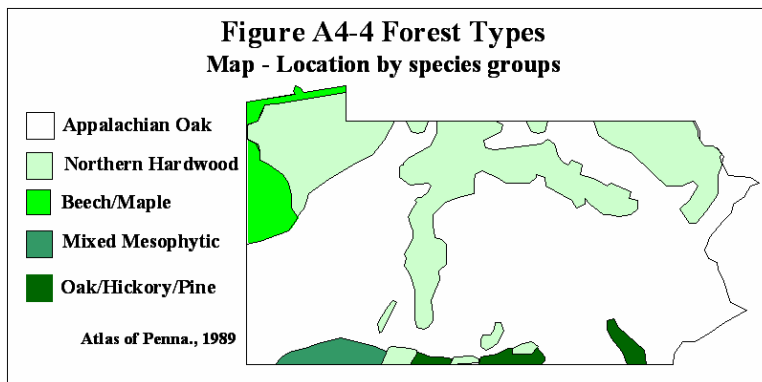 Figure A4-4 Forest Types
Map - Location by species groups
Appalachian Oak
Northern Hardwood
Beech/Maple
Mixed Mesophytic
Oak/Hickory/Pine
Atlas of Penna., 1989